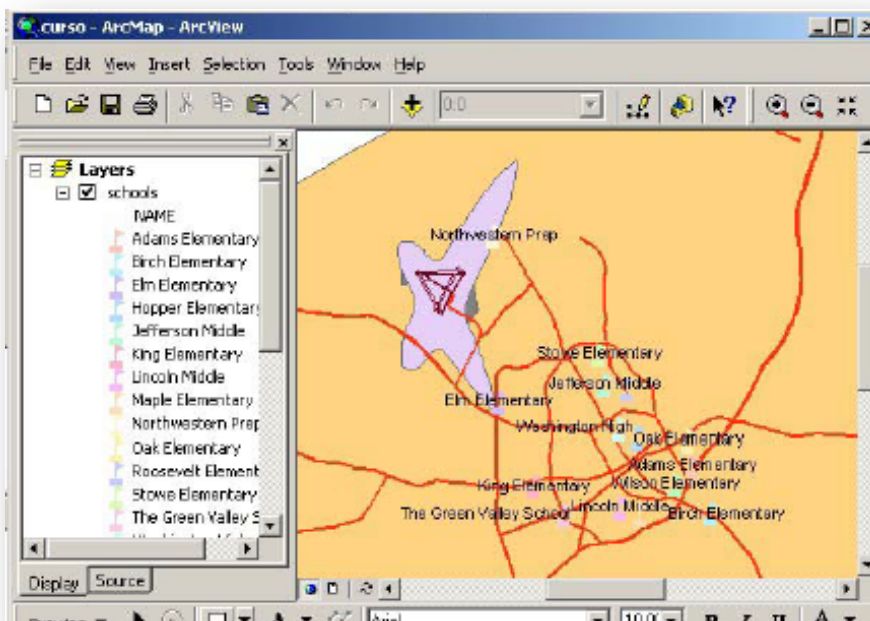 curso - ArcMap - ArcView
File Edit View Insert Selection Tools Window Help
0.0
Layers
schools
NAME
Adams Elementary
Birch Elementary
Elm Elementary
Hopper Elementary
Jefferson Middle
King Elementary
Lincoln Middle
Maple Elementary
Northwestern Prep
Oak Elementary
Roosevelt Element
Stowe Elementary
The Green Valley S
Display Source
Northwestern Prep
Stowe Elementary
Jefferson Middle
Elm Elementary
Washington High
Oak Elementary
Adams Elementary
King Elementary
Wilson Elementary
The Green Valley School
Lincoln Middle
Birch Elementary
Arial